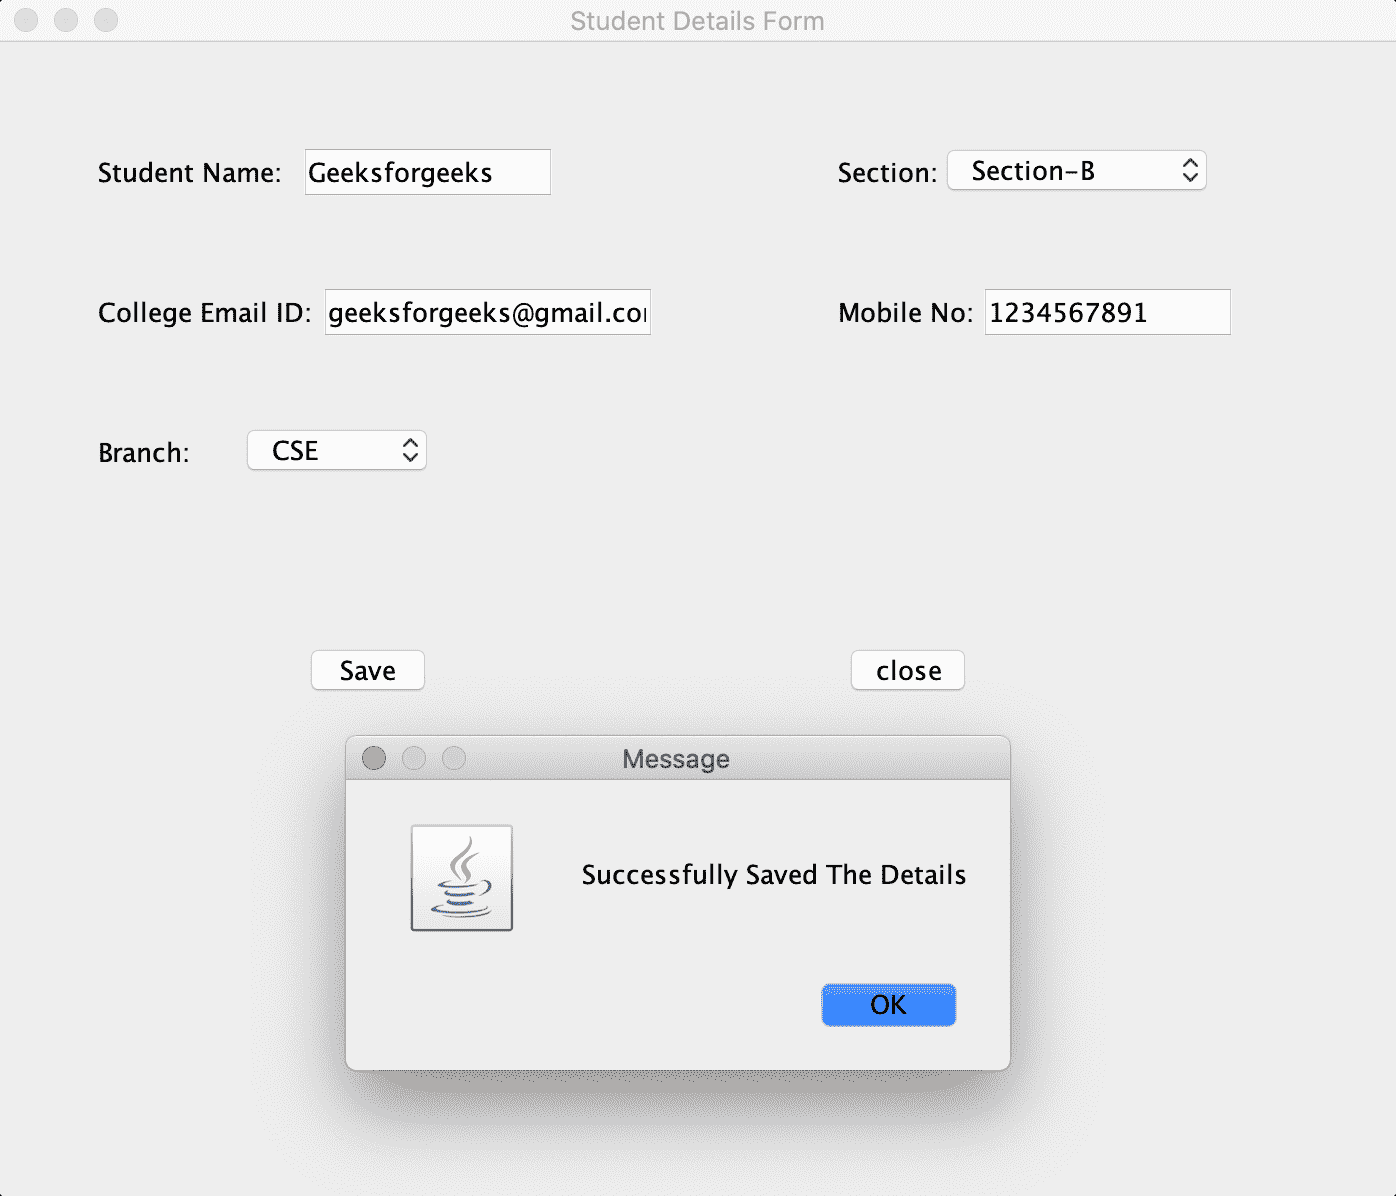 Student Details Form
Student Name: Geeksforgeeks Section: Section-B
College Email ID: geeksforgeeks@gmail.co Mobile No: 1234567891
Branch: CSE
Save close
Message
Successfully Saved The Details
OK